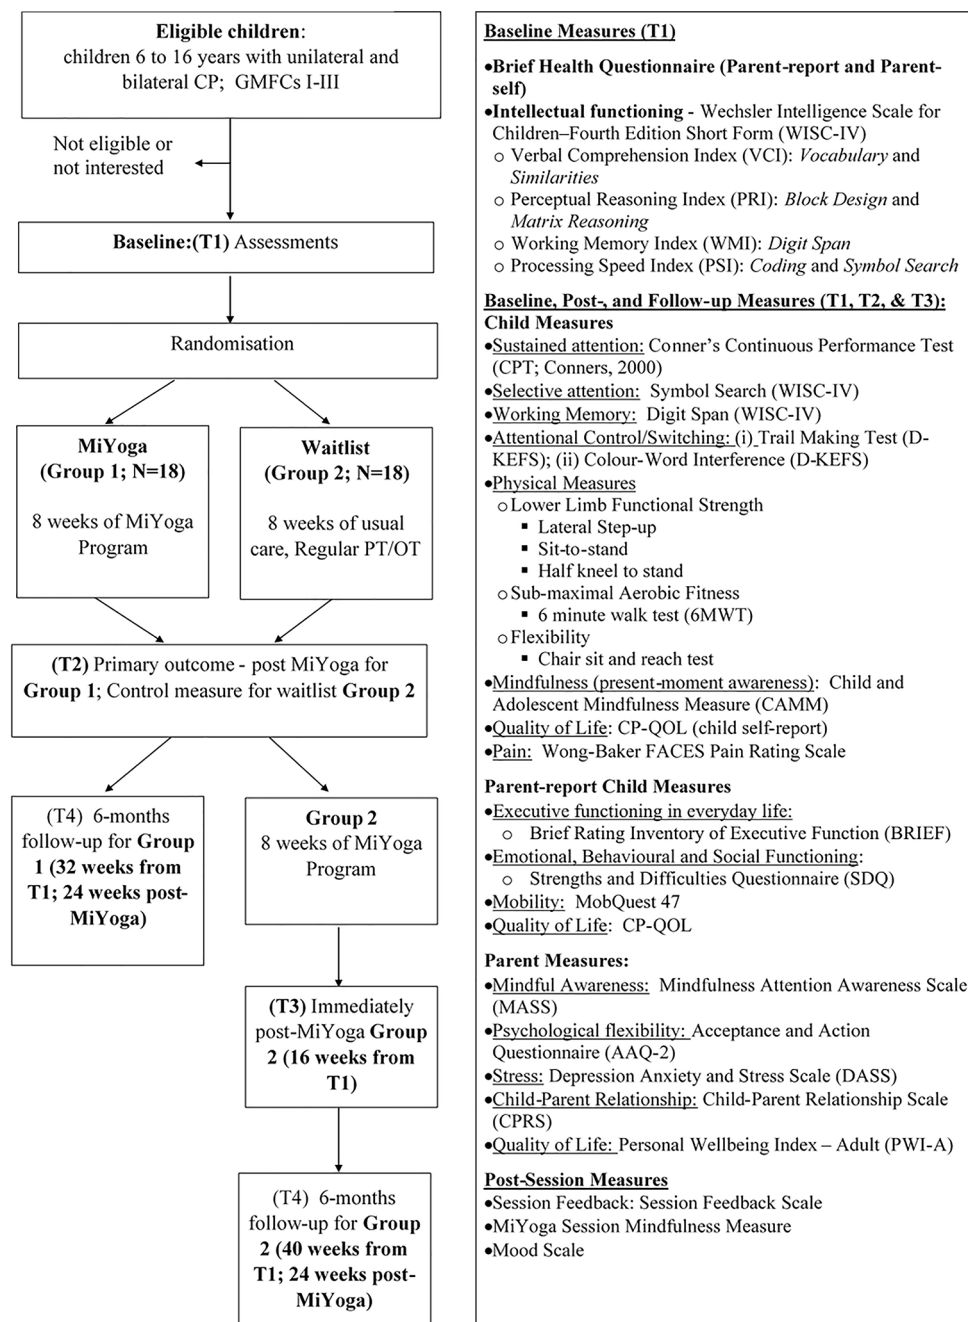 Eligible children:
children 6 to 16 years with unilateral and
bilateral CP; GMFCs I-III
Not eligible or
not interested
Baseline:(T1) Assessments
Randomisation
MiYoga
(Group 1; N=18)
8 weeks of MiYoga
Program
Waitlist
(Group 2; N=18)
8 weeks of usual
care, Regular PT/OT
(T2) Primary outcome - post MiYoga for
Group 1; Control measure for waitlist Group 2
(T4) 6-months
follow-up for Group
1 (32 weeks from
T1; 24 weeks post-
MiYoga)
Group 2
8 weeks of MiYoga
Program
(T3) Immediately
post-MiYoga Group
2 (16 weeks from
T1)
(T4) 6-months
follow-up for Group
2 (40 weeks from
T1; 24 weeks post-
MiYoga)
Baseline Measures (T1)
•Brief Health Questionnaire (Parent-report and Parent-
self)
•Intellectual functioning - Wechsler Intelligence Scale for
Children–Fourth Edition Short Form (WISC-IV)
o Verbal Comprehension Index (VCI): Vocabulary and
Similarities
o Perceptual Reasoning Index (PRI): Block Design and
Matrix Reasoning
o Working Memory Index (WMI): Digit Span
o Processing Speed Index (PSI): Coding and Symbol Search
Baseline, Post-, and Follow-up Measures (T1, T2, & T3):
Child Measures
•Sustained attention: Conner's Continuous Performance Test
(CPT; Conners, 2000)
•Selective attention: Symbol Search (WISC-IV)
•Working Memory: Digit Span (WISC-IV)
•Attentional Control/Switching: (i) Trail Making Test (D-
KEFS); (ii) Colour-Word Interference (D-KEFS)
•Physical Measures
o Lower Limb Functional Strength
▪ Lateral Step-up
▪ Sit-to-stand
▪ Half kneel to stand
o Sub-maximal Aerobic Fitness
▪ 6 minute walk test (6MWT)
o Flexibility
▪ Chair sit and reach test
•Mindfulness (present-moment awareness): Child and
Adolescent Mindfulness Measure (CAMM)
•Quality of Life: CP-QOL (child self-report)
•Pain: Wong-Baker FACES Pain Rating Scale
Parent-report Child Measures
•Executive functioning in everyday life:
o Brief Rating Inventory of Executive Function (BRIEF)
•Emotional, Behavioural and Social Functioning:
o Strengths and Difficulties Questionnaire (SDQ)
•Mobility: MobQuest 47
•Quality of Life: CP-QOL
Parent Measures:
•Mindful Awareness: Mindfulness Attention Awareness Scale
(MASS)
•Psychological flexibility: Acceptance and Action
Questionnaire (AAQ-2)
•Stress: Depression Anxiety and Stress Scale (DASS)
•Child-Parent Relationship: Child-Parent Relationship Scale
(CPRS)
•Quality of Life: Personal Wellbeing Index – Adult (PWI-A)
Post-Session Measures
•Session Feedback: Session Feedback Scale
•MiYoga Session Mindfulness Measure
•Mood Scale